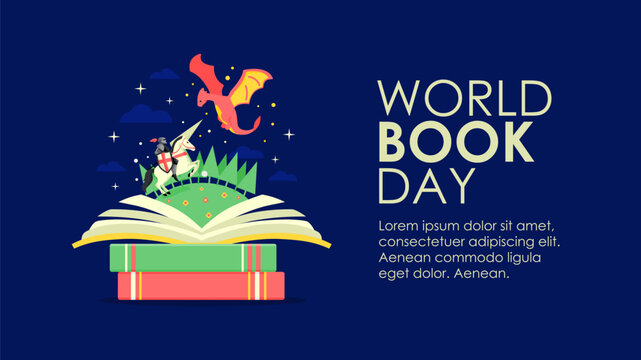 WORLD
BOOK
DAY
Lorem ipsum dolor sit amet,
consectetuer adipiscing elit.
Aenean commodo ligula
eget dolor. Aenean.